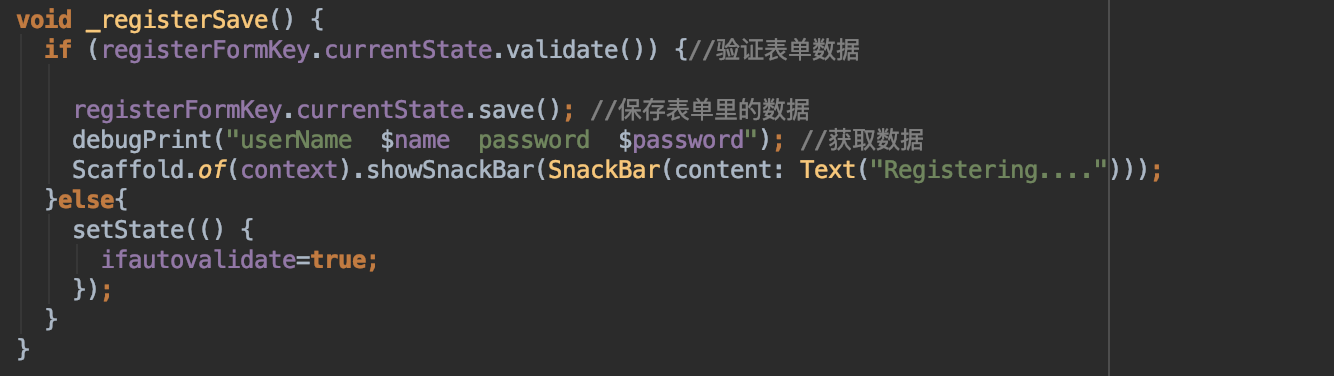 void _registerSave() {
if (registerFormKey.currentState.validate()) {//验证表单数据
registerFormKey.currentState.save(); //保存表单里的数据
debugPrint("userName  $name  password  $password"); //获取数据
Scaffold.of(context).showSnackBar(SnackBar(content: Text("Registering....")));
}else{
setState(() {
ifautovalidate=true;
});
}
}